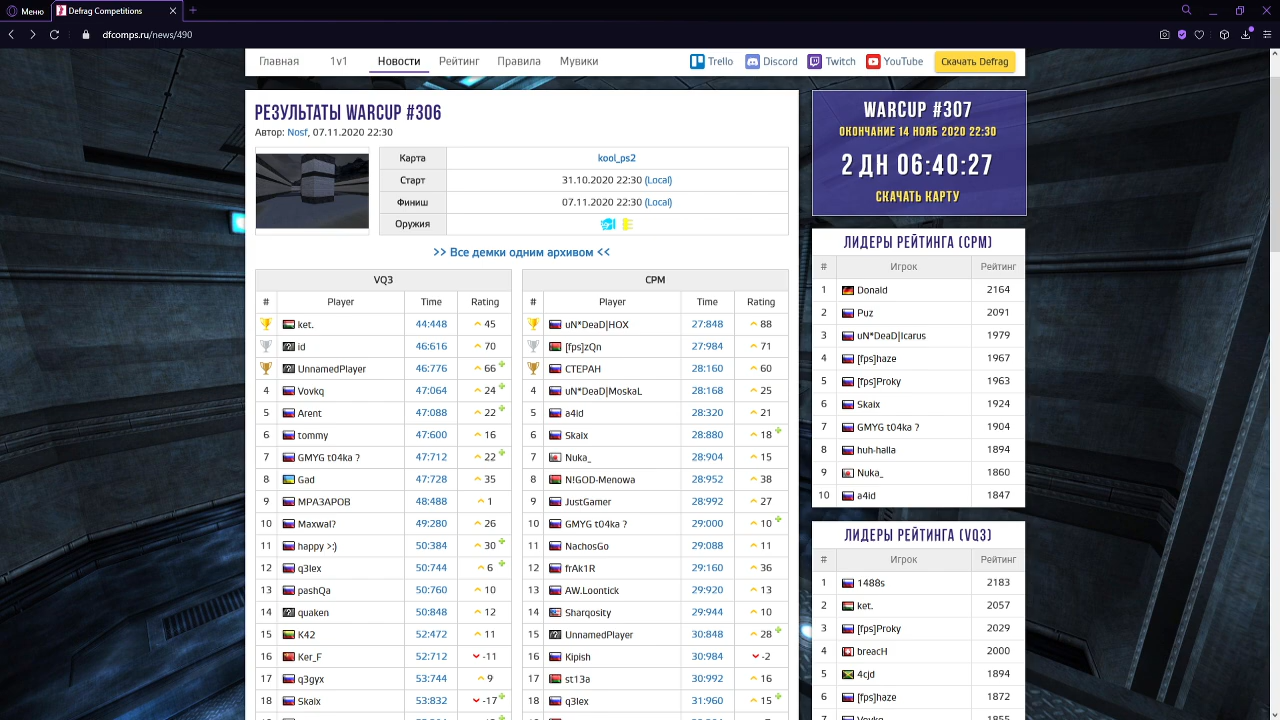 Меню
Defrag Competitions
dfcomps.ru/news/490
Главная 1v1 Новости Рейтинг Правила Мувики Trello Discord Twitch YouTube Скачать Defrag
РЕЗУЛЬТАТЫ WARCUP #306
Автор: Nosf, 07.11.2020 22:30
Карта kool_ps2
Старт 31.10.2020 22:30 (Local)
Финиш 07.11.2020 22:30 (Local)
Оружия
>> Все демки одним архивом <<
VQ3
# Player Time Rating
ket. 44:448 45
id 46:616 70
UnnamedPlayer 46:776 66
4 Vovkq 47:064 24
5 Arent 47:088 22
6 tommy 47:600 16
7 GMYG t04ka ? 47:712 22
8 Gad 47:728 35
9 МРАЗАРОВ 48:488 1
10 Maxwal? 49:280 26
11 happy >:) 50:384 30
12 q3lex 50:744 6
13 pashQa 50:760 10
14 quaken 50:848 12
15 K42 52:472 11
16 Ker_F 52:712 -11
17 q3gyx 53:744 9
18 Skaix 53:832 -17
CPM
# Player Time Rating
uN*DeaD|HOX 27:848 88
[fps]zQn 27:984 71
CTEPAH 28:160 60
4 uN*DeaD|MoskaL 28:168 25
5 a4id 28:320 21
6 Skaix 28:880 18
7 Nuka_ 28:904 15
8 N!GOD-Menowa 28:952 38
9 JustGamer 28:992 27
10 GMYG t04ka ? 29:000 10
11 NachosGo 29:088 11
12 frAk1R 29:160 36
13 AW.Loontick 29:920 13
14 Sharqosity 29:944 10
15 UnnamedPlayer 30:848 28
16 Kipish 30:984 -2
17 st13a 30:992 16
18 q3lex 31:960 15
WARCUP #307
ОКОНЧАНИЕ 14 НОЯБ 2020 22:30
2 ДН 06:40:27
СКАЧАТЬ КАРТУ
ЛИДЕРЫ РЕЙТИНГА (CPM)
# Игрок Рейтинг
1 Donald 2164
2 Puz 2091
3 uN*DeaD|Icarus 1979
4 [fps]haze 1967
5 [fps]Proky 1963
6 Skaix 1924
7 GMYG t04ka ? 1904
8 huh-halla 1894
9 Nuka_ 1860
10 a4id 1847
ЛИДЕРЫ РЕЙТИНГА (VQ3)
# Игрок Рейтинг
1 1488s 2183
2 ket. 2057
3 [fps]Proky 2029
4 breacH 2000
5 4cjd 1894
6 [fps]haze 1872
7 Vovkq 1855